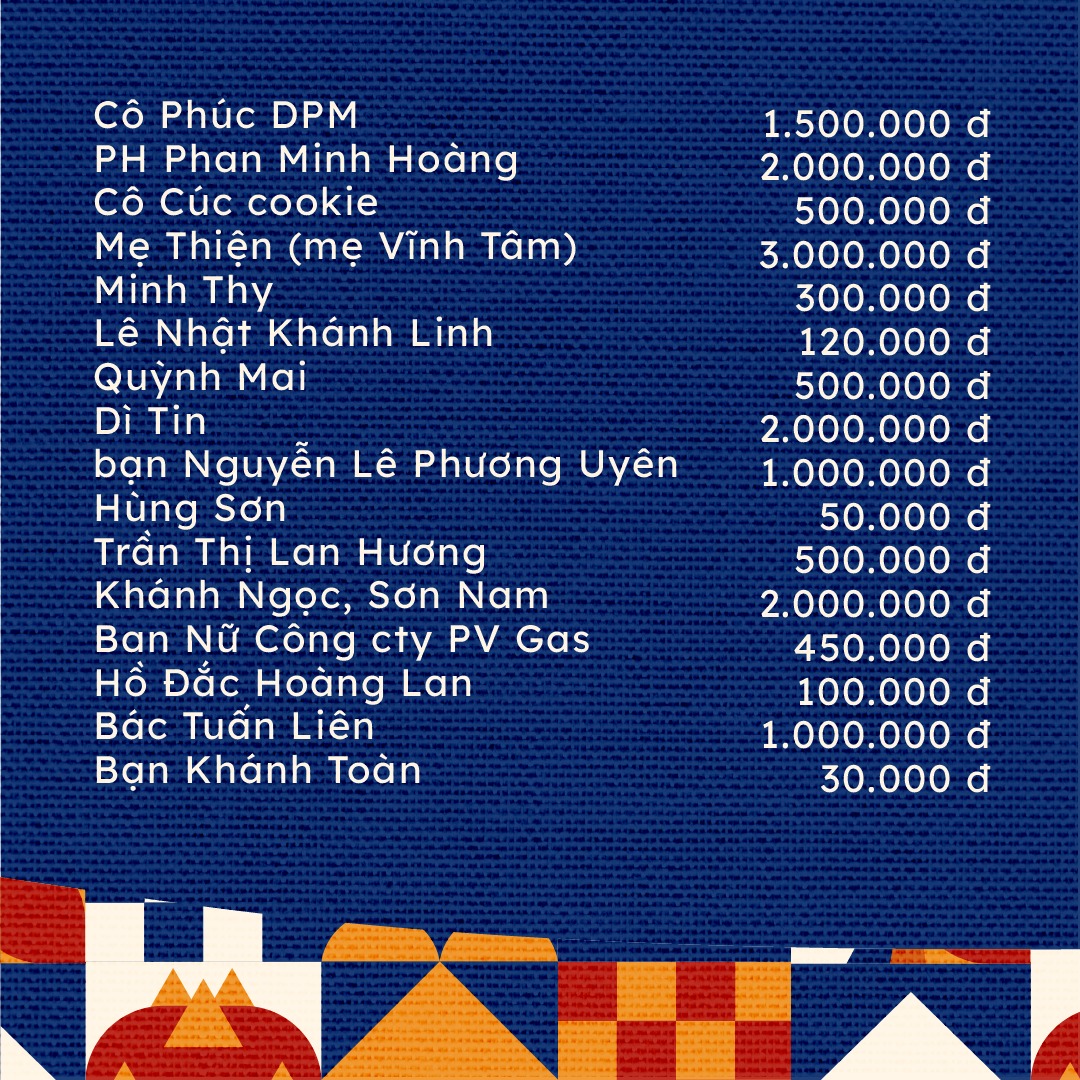 Cô Phúc DPM 1.500.000 đ
PH Phan Minh Hoàng 2.000.000 đ
Cô Cúc cookie 500.000 đ
Mẹ Thiện (mẹ Vĩnh Tâm) 3.000.000 đ
Minh Thy 300.000 đ
Lê Nhật Khánh Linh 120.000 đ
Quỳnh Mai 500.000 đ
Dì Tin 2.000.000 đ
bạn Nguyễn Lê Phương Uyên 1.000.000 đ
Hùng Sơn 50.000 đ
Trần Thị Lan Hương 500.000 đ
Khánh Ngọc, Sơn Nam 2.000.000 đ
Ban Nữ Công cty PV Gas 450.000 đ
Hồ Đắc Hoàng Lan 100.000 đ
Bác Tuấn Liên 1.000.000 đ
Bạn Khánh Toàn 30.000 đ